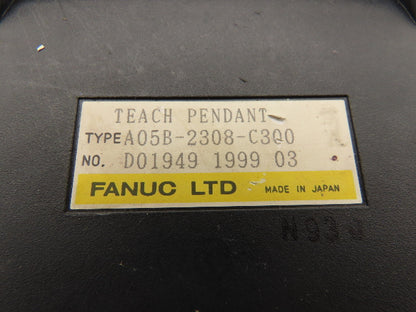 TEACH PENDANT
TYPE A05B-2308-C300
NO. D01949 1999 03
FANUC LTD MADE IN JAPAN